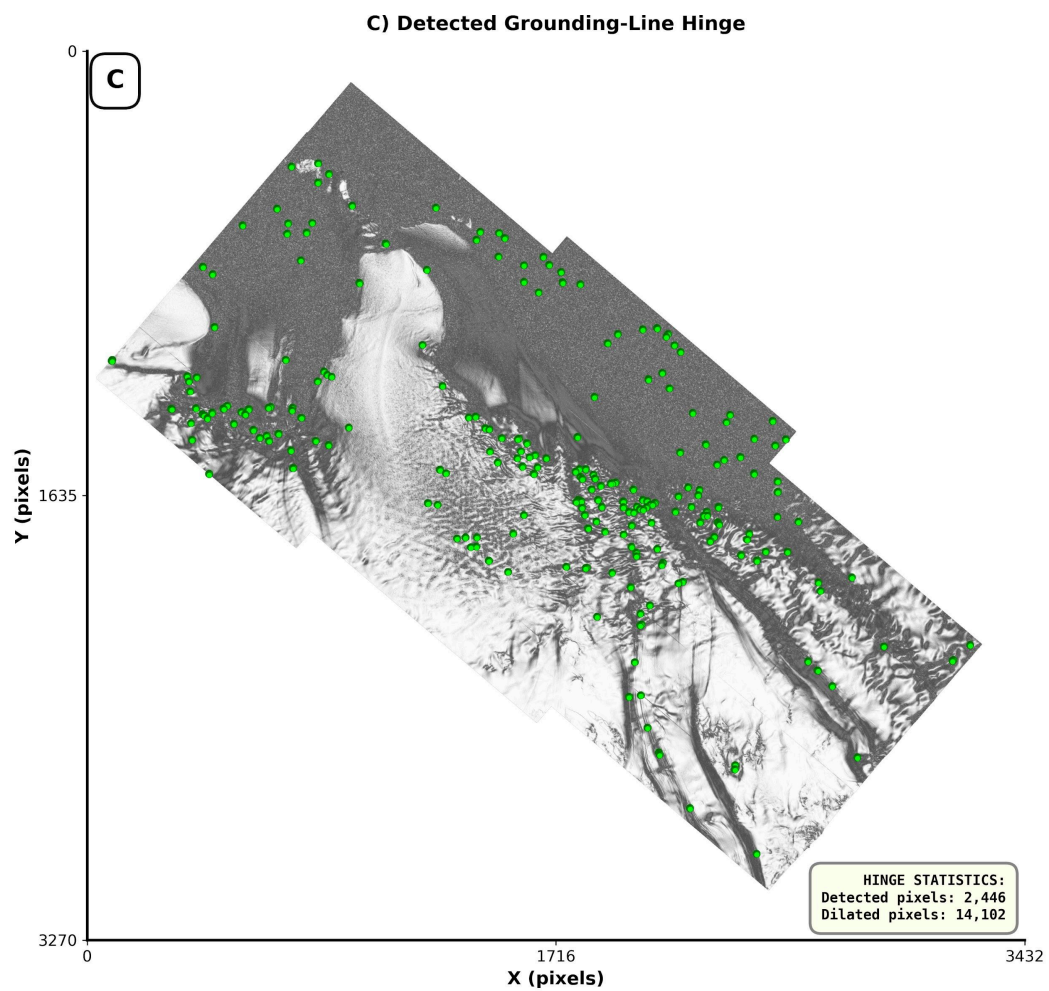 C) Detected Grounding-Line Hinge
0
C
Y (pixels)
1635
HINGE STATISTICS:
Detected pixels: 2,446
Dilated pixels: 14,102
3270
0
1716
3432
X (pixels)